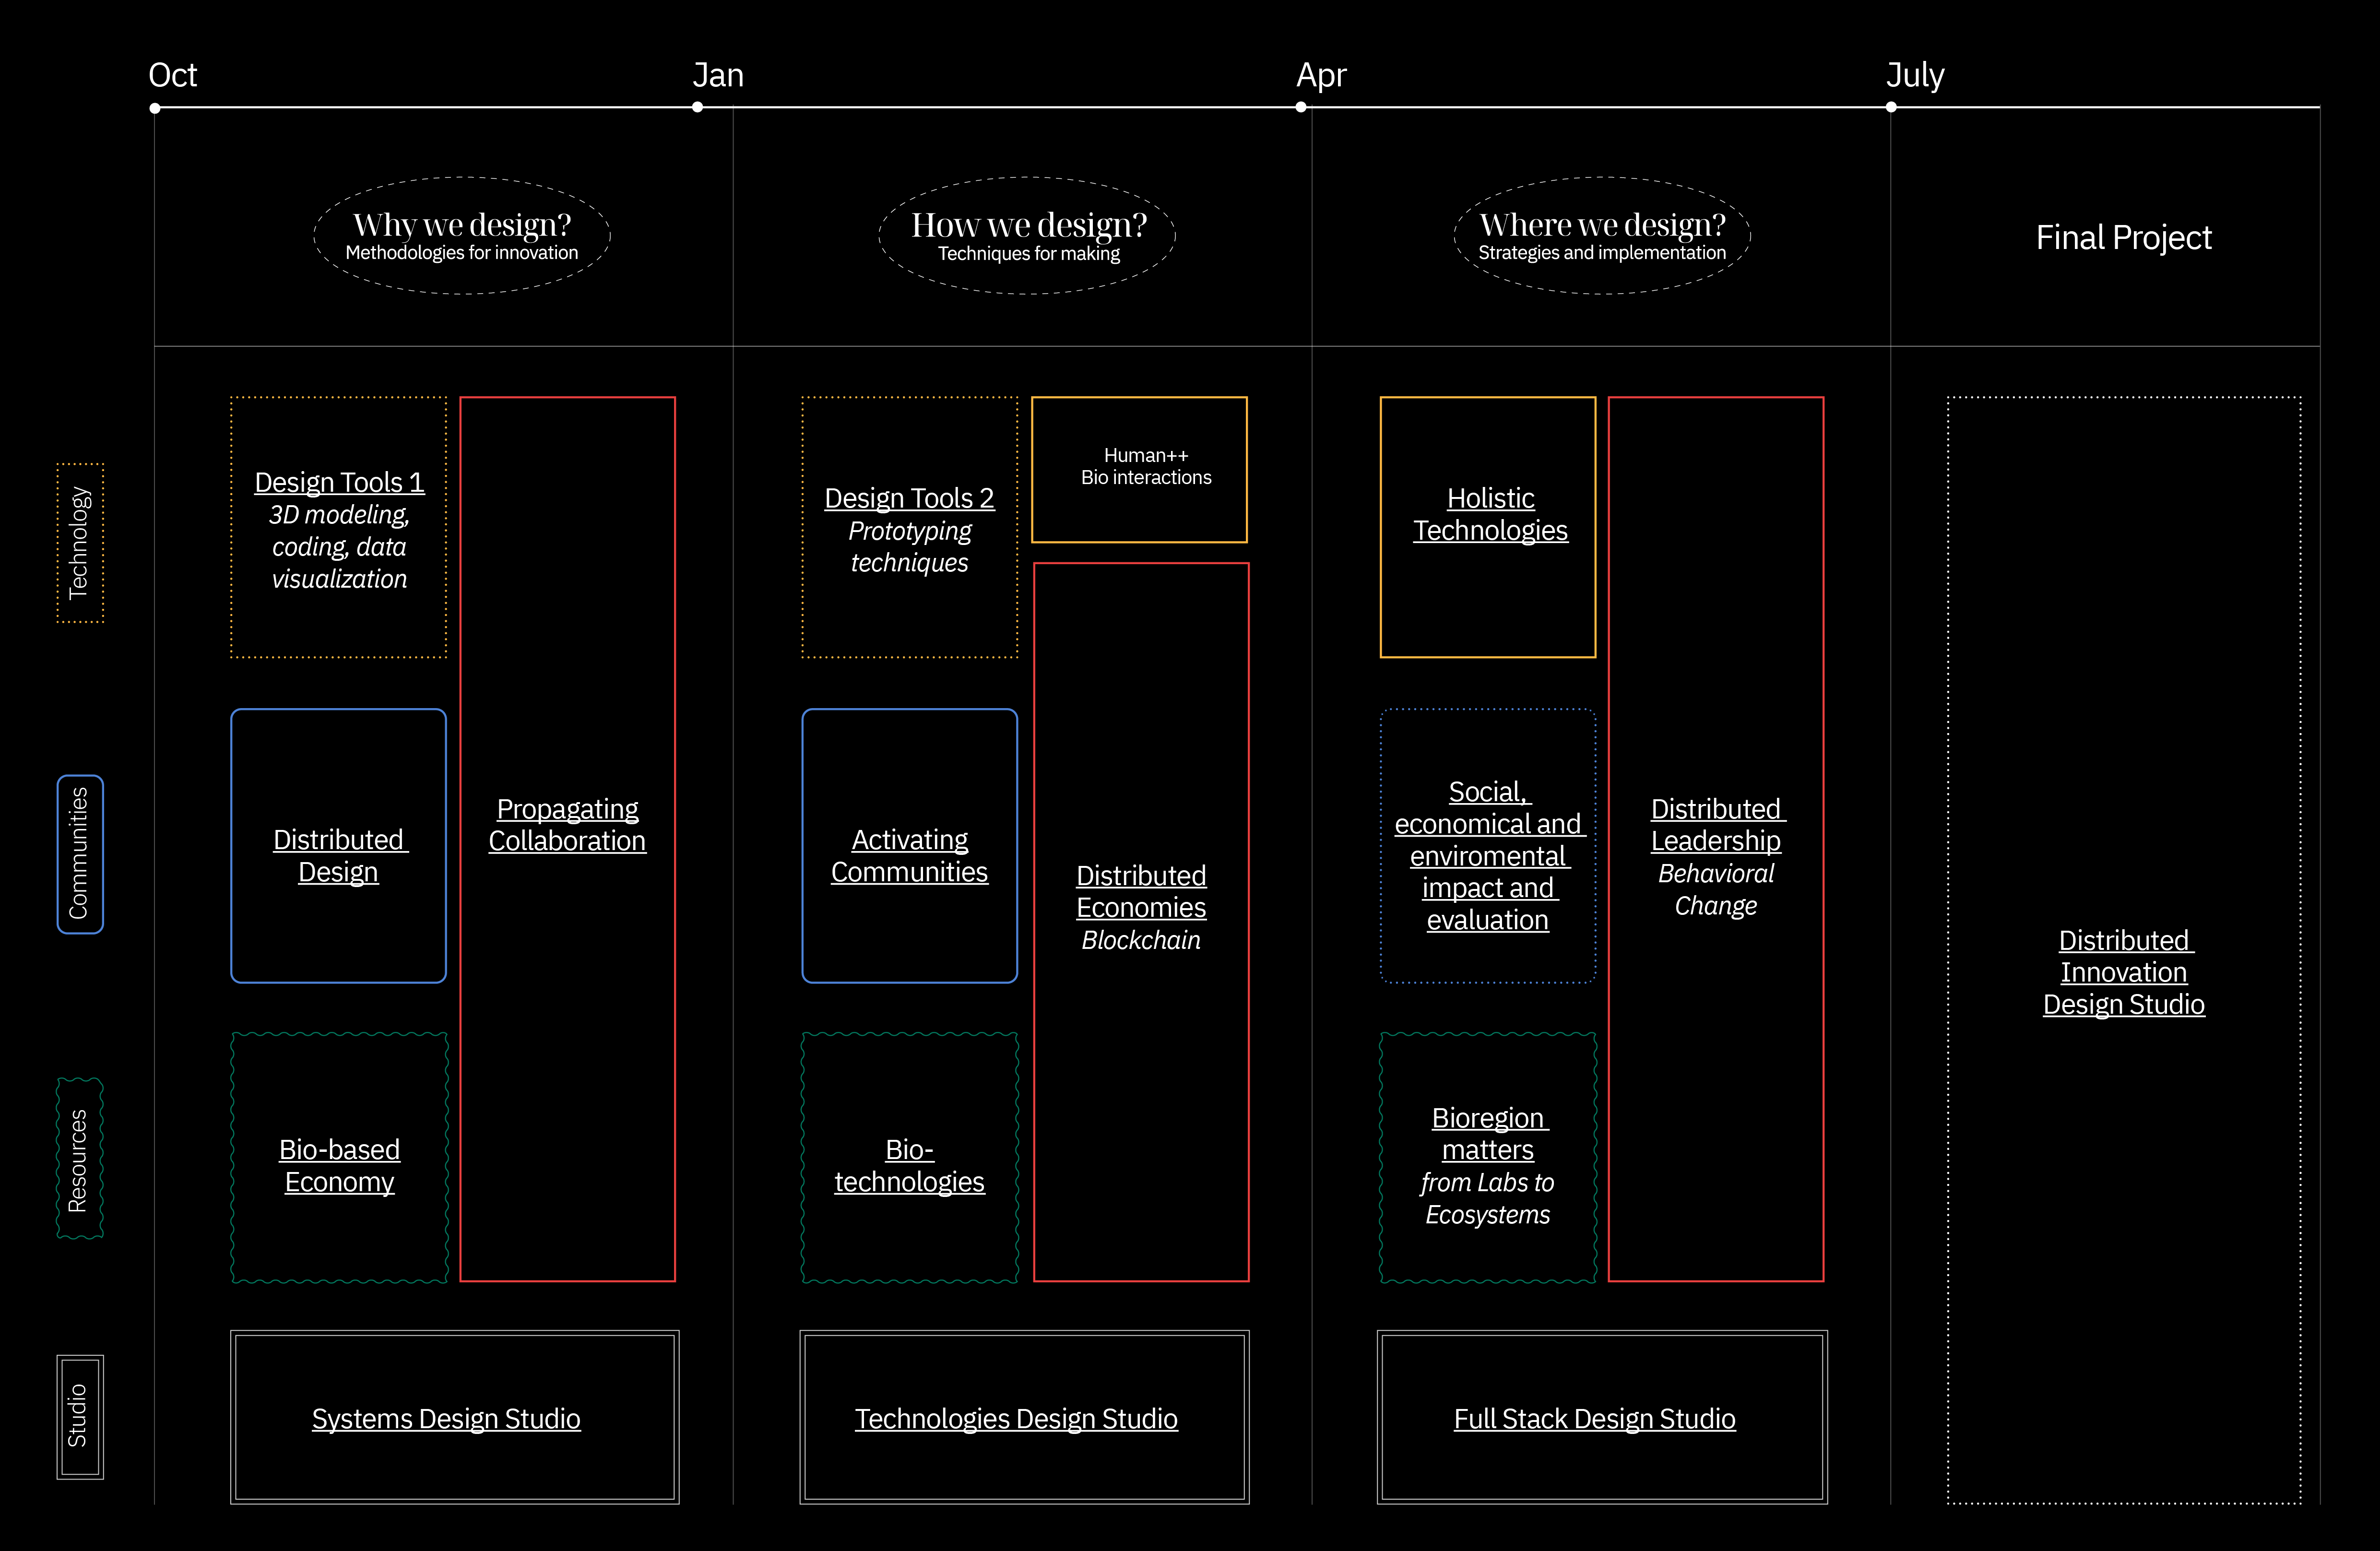 Oct
Jan
Apr
July
Why we design?
Methodologies for innovation
How we design?
Techniques for making
Where we design?
Strategies and implementation
Final Project
Technology
Design Tools 1
3D modeling,
coding, data
visualization
Propagating
Collaboration
Design Tools 2
Prototyping
techniques
Human++
Bio interactions
Distributed
Economies
Blockchain
Holistic
Technologies
Distributed
Leadership
Behavioral
Change
Distributed
Innovation
Design Studio
Communities
Distributed
Design
Activating
Communities
Social,
economical and
enviromental
impact and
evaluation
Resources
Bio-based
Economy
Bio-
technologies
Bioregion
matters
from Labs to
Ecosystems
Studio
Systems Design Studio
Technologies Design Studio
Full Stack Design Studio